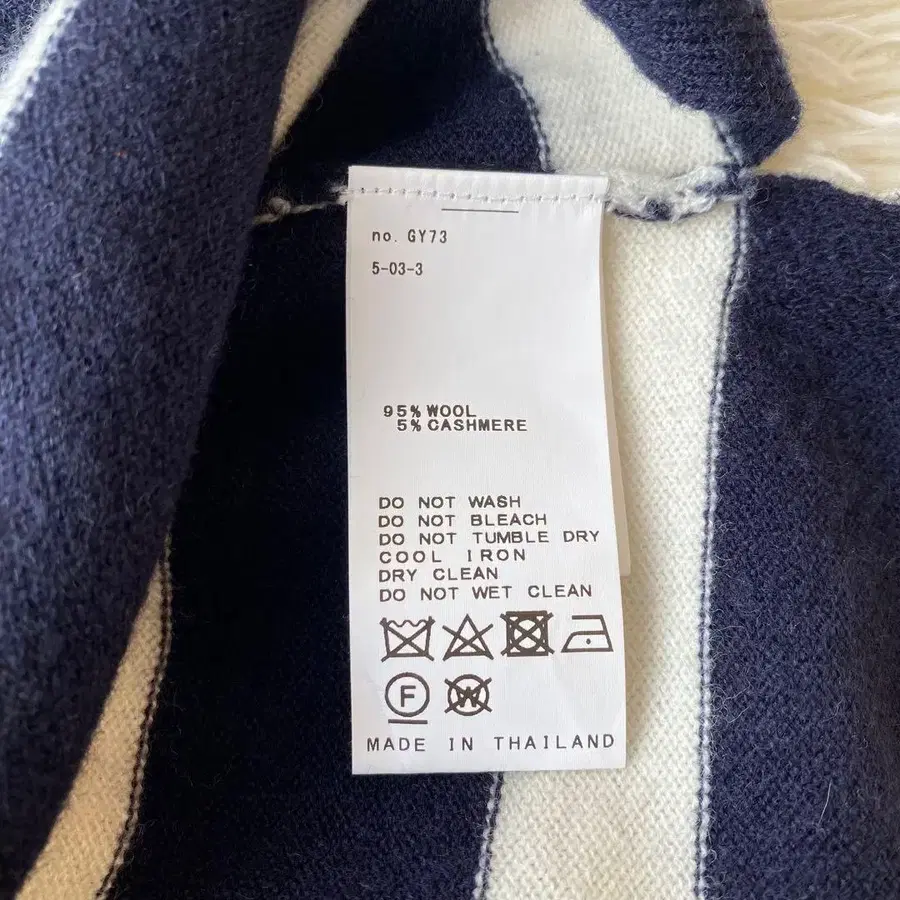 no. GY73
5-03-3
95% WOOL
5% CASHMERE
DO NOT WASH
DO NOT BLEACH
DO NOT TUMBLE DRY
COOL IRON
DRY CLEAN
DO NOT WET CLEAN
F W
MADE IN THAILAND